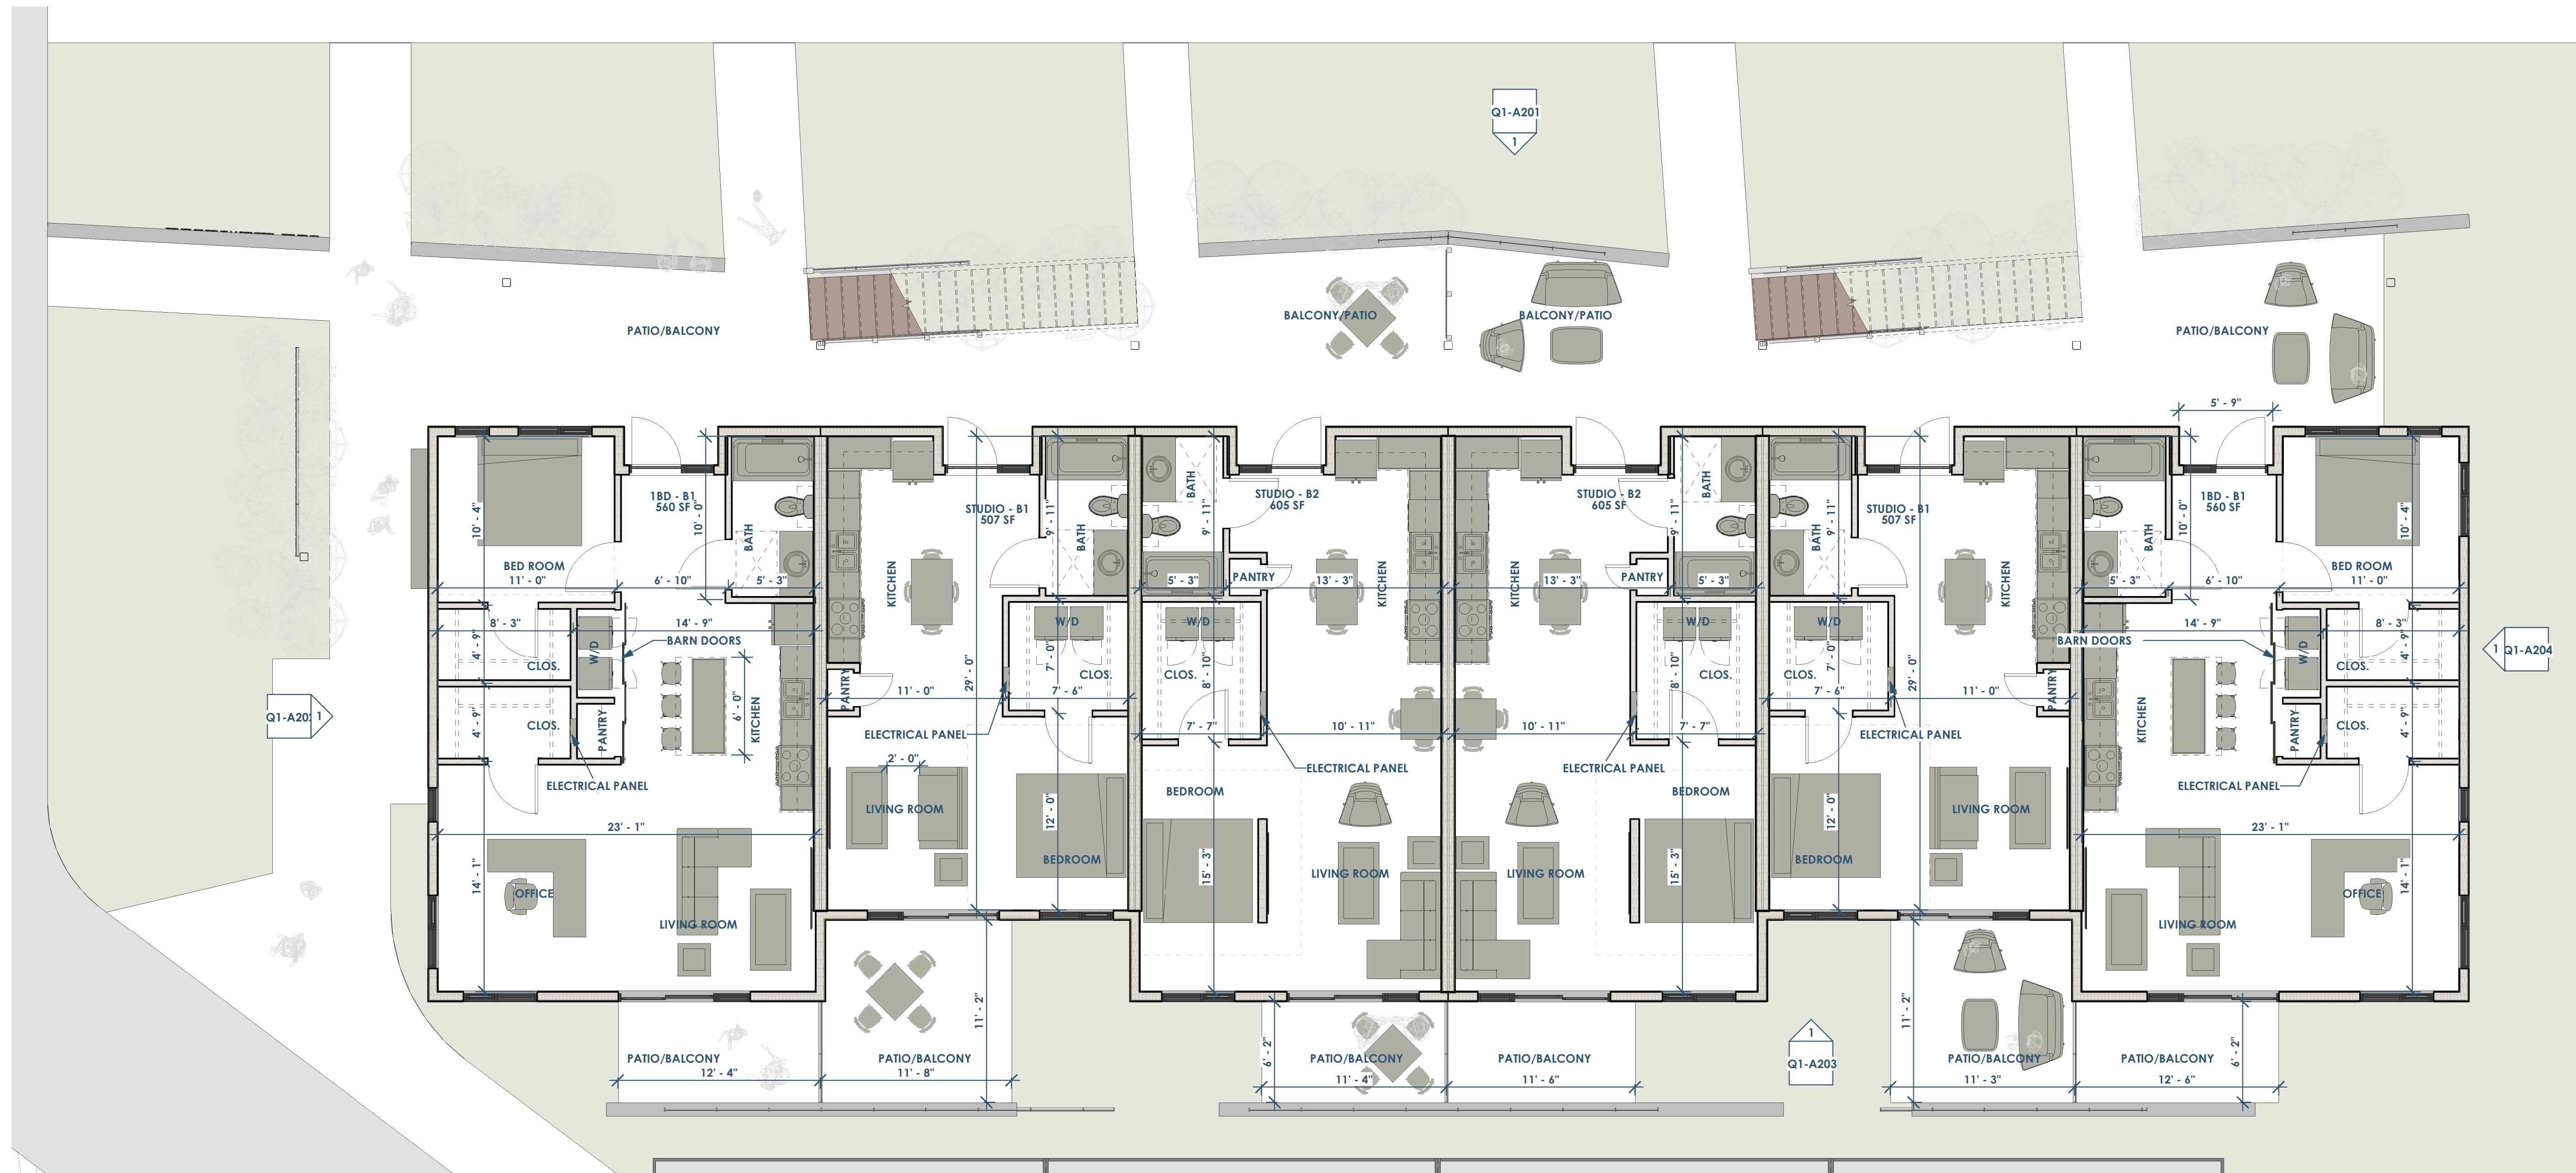 Q1-A201
1
PATIO/BALCONY
BALCONY/PATIO
BALCONY/PATIO
PATIO/BALCONY
5' - 9"
1BD - B1
560 SF
10' - 4"
10' - 0"
BATH
BED ROOM
11' - 0"
6' - 10"
5' - 3"
8' - 3"
14' - 9"
4' - 9"
CLOS.
W/D
BARN DOORS
4' - 9"
CLOS.
PANTRY
6' - 0"
KITCHEN
ELECTRICAL PANEL
23' - 1"
14' - 1"
OFFICE
LIVING ROOM
Q1-A202
1
STUDIO - B1
507 SF
KITCHEN
9' - 11"
BATH
W/D
7' - 0"
CLOS.
29' - 0"
PANTRY
11' - 0"
7' - 6"
ELECTRICAL PANEL
2' - 0"
LIVING ROOM
12' - 0"
BEDROOM
STUDIO - B2
605 SF
BATH
9' - 11"
5' - 3"
PANTRY
13' - 3"
KITCHEN
W/D
8' - 10"
CLOS.
7' - 7"
10' - 11"
ELECTRICAL PANEL
BEDROOM
15' - 3"
LIVING ROOM
STUDIO - B2
605 SF
BATH
9' - 11"
KITCHEN
13' - 3"
PANTRY
5' - 3"
W/D
8' - 10"
CLOS.
10' - 11"
7' - 7"
ELECTRICAL PANEL
BEDROOM
15' - 3"
LIVING ROOM
STUDIO - B1
507 SF
9' - 11"
BATH
KITCHEN
W/D
7' - 0"
CLOS.
29' - 0"
7' - 6"
11' - 0"
PANTRY
ELECTRICAL PANEL
12' - 0"
LIVING ROOM
BEDROOM
1BD - B1
560 SF
10' - 0"
10' - 4"
BATH
BED ROOM
5' - 3"
6' - 10"
11' - 0"
14' - 9"
8' - 3"
BARN DOORS
W/D
4' - 9"
CLOS.
KITCHEN
PANTRY
CLOS.
4' - 9"
ELECTRICAL PANEL
23' - 1"
14' - 1"
OFFICE
LIVING ROOM
1
Q1-A204
PATIO/BALCONY
12' - 4"
PATIO/BALCONY
11' - 8"
11' - 2"
6' - 2"
PATIO/BALCONY
11' - 4"
PATIO/BALCONY
11' - 6"
1
Q1-A203
11' - 2"
PATIO/BALCONY
11' - 3"
PATIO/BALCONY
12' - 6"
6' - 2"